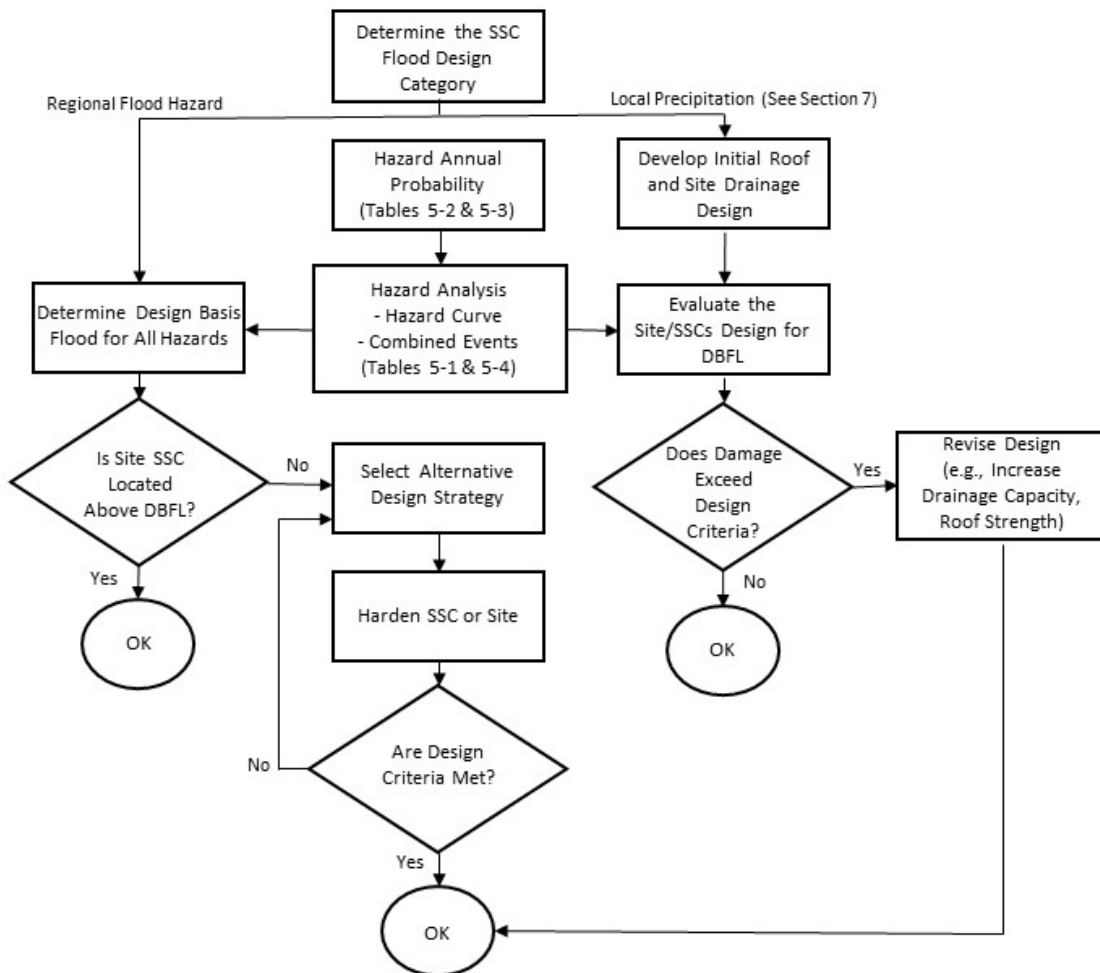 Determine the SSC
Flood Design
Category
Regional Flood Hazard
Local Precipitation (See Section 7)
Hazard Annual
Probability
(Tables 5-2 & 5-3)
Develop Initial Roof
and Site Drainage
Design
Determine Design Basis
Flood for All Hazards
Hazard Analysis
- Hazard Curve
- Combined Events
(Tables 5-1 & 5-4)
Evaluate the
Site/SSCs Design for
DBFL
Is Site SSC
Located
Above DBFL?
No
Yes
OK
Select Alternative
Design Strategy
Harden SSC or Site
Are Design
Criteria Met?
No
Yes
OK
Does Damage
Exceed
Design
Criteria?
Yes
No
OK
Revise Design
(e.g., Increase
Drainage Capacity,
Roof Strength)